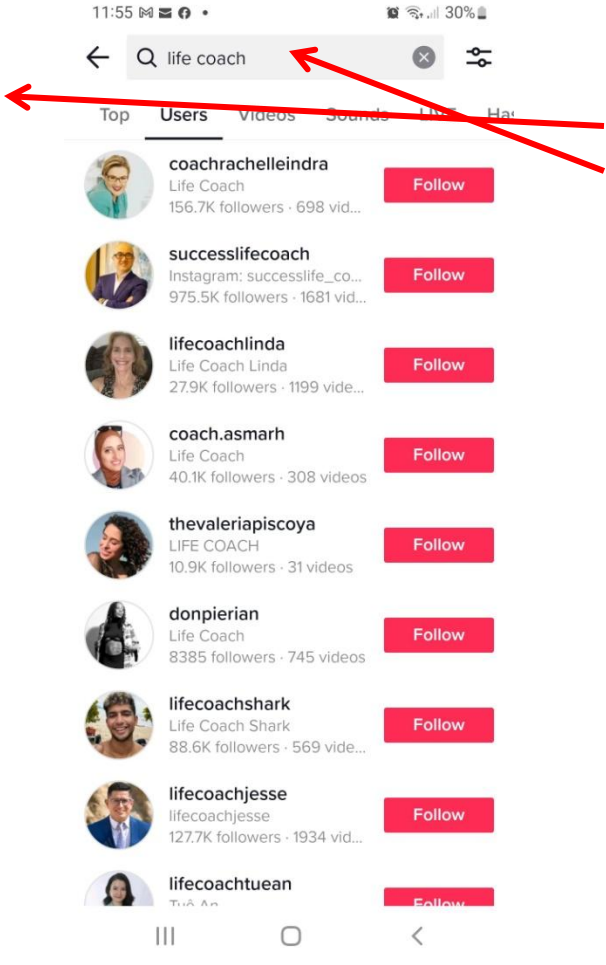 11:55
30%
life coach
Top Users Videos Sounds LIVE
coachrachelleindra
Life Coach
156.7K followers · 698 vid...
Follow
successlifecoach
Instagram: successlife_co...
975.5K followers · 1681 vid...
Follow
lifecoachlinda
Life Coach Linda
27.9K followers · 1199 vide...
Follow
coach.asmarh
Life Coach
40.1K followers · 308 videos
Follow
thevaleriapiscoya
LIFE COACH
10.9K followers · 31 videos
Follow
donpierian
Life Coach
8385 followers · 745 videos
Follow
lifecoachshark
Life Coach Shark
88.6K followers · 569 vide...
Follow
lifecoachjesse
lifecoachjesse
127.7K followers · 1934 vid...
Follow
lifecoachtuean
Follow